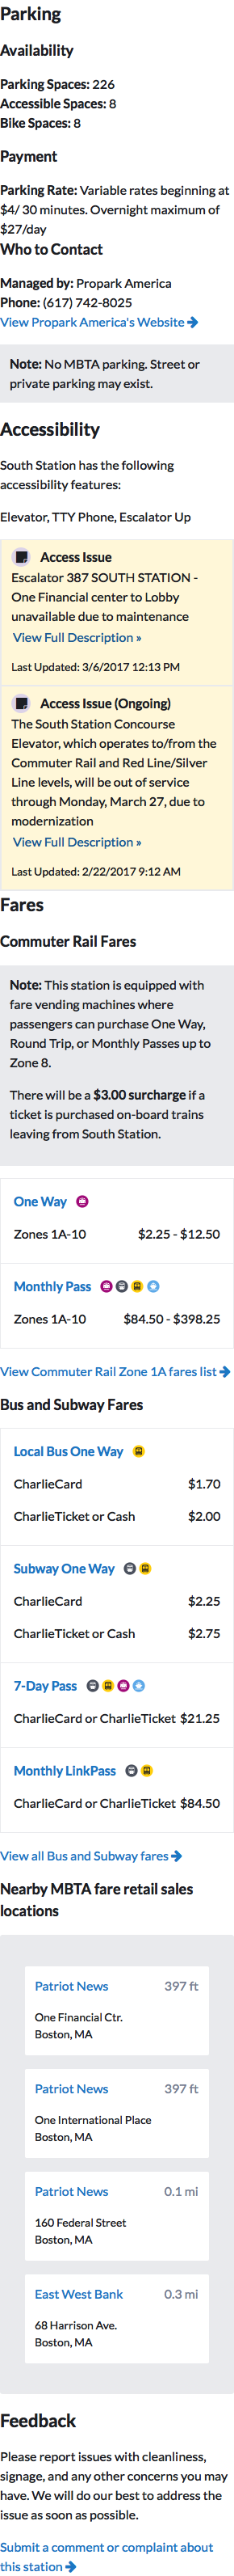 Parking
Availability
Parking Spaces: 226
Accessible Spaces: 8
Bike Spaces: 8
Payment
Parking Rate: Variable rates beginning at
$4/ 30 minutes. Overnight maximum of
$27/day
Who to Contact
Managed by: Propark America
Phone: (617) 742-8025
View Propark America's Website
Note: No MBTA parking. Street or
private parking may exist.
Accessibility
South Station has the following
accessibility features:
Elevator, TTY Phone, Escalator Up
Access Issue
Escalator 387 SOUTH STATION -
One Financial center to Lobby
unavailable due to maintenance
View Full Description »
Last Updated: 3/6/2017 12:13 PM
Access Issue (Ongoing)
The South Station Concourse
Elevator, which operates to/from the
Commuter Rail and Red Line/Silver
Line levels, will be out of service
through Monday, March 27, due to
modernization
View Full Description »
Last Updated: 2/22/2017 9:12 AM
Fares
Commuter Rail Fares
Note: This station is equipped with
fare vending machines where
passengers can purchase One Way,
Round Trip, or Monthly Passes up to
Zone 8.
There will be a $3.00 surcharge if a
ticket is purchased on-board trains
leaving from South Station.
One Way
Zones 1A-10 $2.25 - $12.50
Monthly Pass
Zones 1A-10 $84.50 - $398.25
View Commuter Rail Zone 1A fares list
Bus and Subway Fares
Local Bus One Way
CharlieCard $1.70
CharlieTicket or Cash $2.00
Subway One Way
CharlieCard $2.25
CharlieTicket or Cash $2.75
7-Day Pass
CharlieCard or CharlieTicket $21.25
Monthly LinkPass
CharlieCard or CharlieTicket $84.50
View all Bus and Subway fares
Nearby MBTA fare retail sales
locations
Patriot News 397 ft
One Financial Ctr.
Boston, MA
Patriot News 397 ft
One International Place
Boston, MA
Patriot News 0.1 mi
160 Federal Street
Boston, MA
East West Bank 0.3 mi
68 Harrison Ave.
Boston, MA
Feedback
Please report issues with cleanliness,
signage, and any other concerns you may
have. We will do our best to address the
issue as soon as possible.
Submit a comment or complaint about
this station